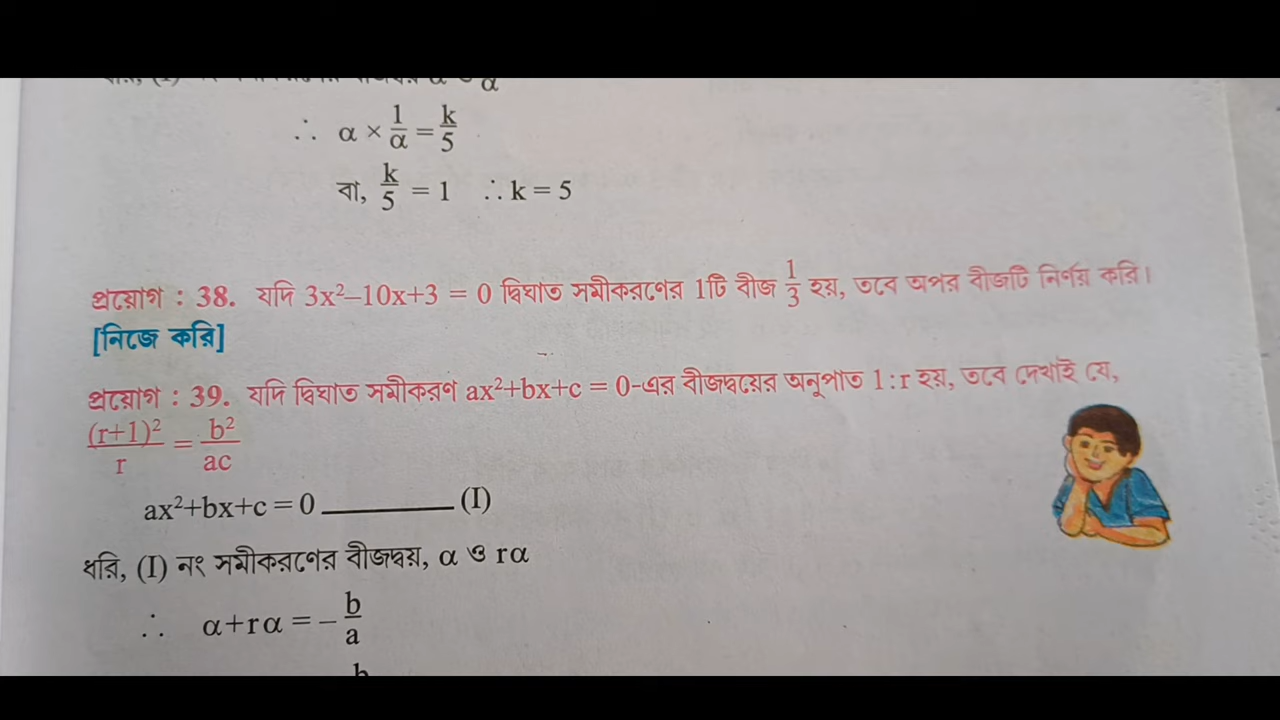 ∴ α × 1/α = k/5
বা, k/5 = 1 ∴ k = 5
প্রয়োগ : 38. যদি 3x²–10x+3 = 0 দ্বিঘাত সমীকরণের 1টি বীজ 1/3 হয়, তবে অপর বীজটি নির্ণয় করি।
[নিজে করি]
প্রয়োগ : 39. যদি দ্বিঘাত সমীকরণ ax²+bx+c = 0-এর বীজদ্বয়ের অনুপাত 1 : r হয়, তবে দেখাই যে,
(r+1)²/r = b²/ac
ax²+bx+c = 0 ________ (I)
ধরি, (I) নং সমীকরণের বীজদ্বয়, α ও rα
∴ α+rα = – b/a